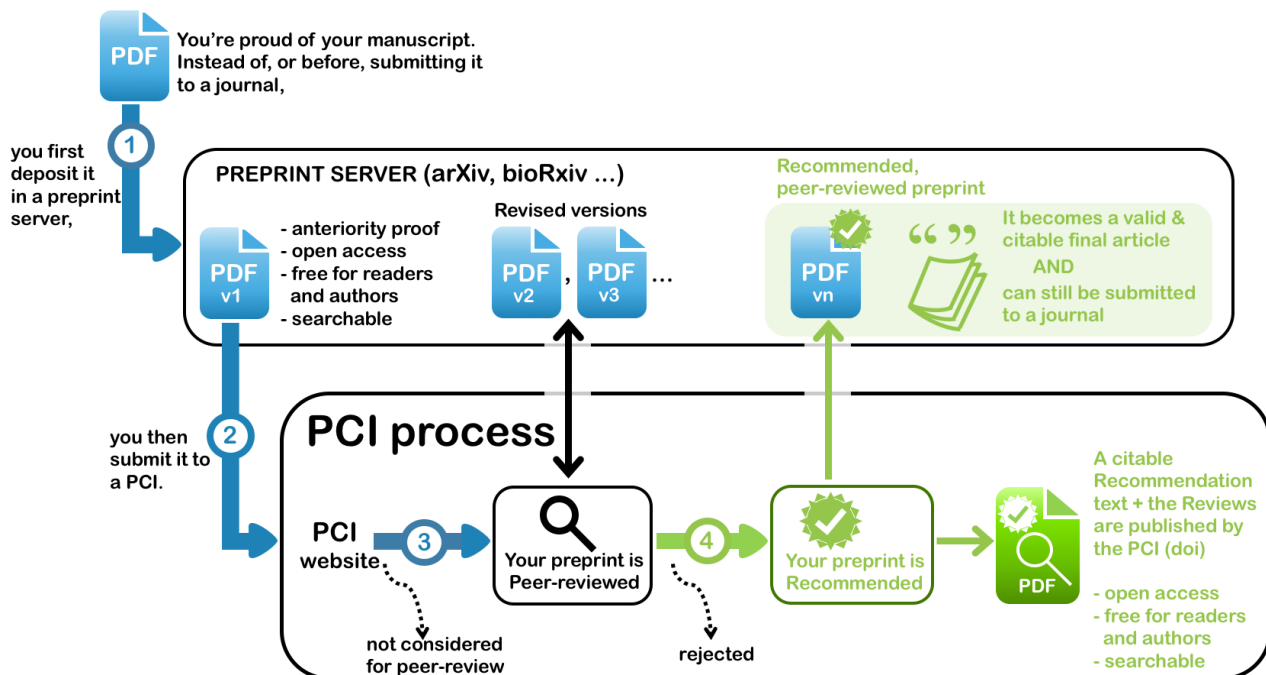 PDF
You're proud of your manuscript.
Instead of, or before, submitting it
to a journal,
1
you first
deposit it
in a preprint
server,
PREPRINT SERVER (arXiv, bioRxiv ...)
PDF
v1
- anteriority proof
- open access
- free for readers
and authors
- searchable
Revised versions
PDF
v2
,
PDF
v3
...
Recommended,
peer-reviewed preprint
PDF
vn
“ ”
It becomes a valid &
citable final article
AND
can still be submitted
to a journal
2
you then
submit it to
a PCI.
PCI process
PCI
website
3
Your preprint is
Peer-reviewed
4
Your preprint is
Recommended
not considered
for peer-review
rejected
PDF
A citable
Recommendation
text + the Reviews
are published by
the PCI (doi)
- open access
- free for readers
and authors
- searchable